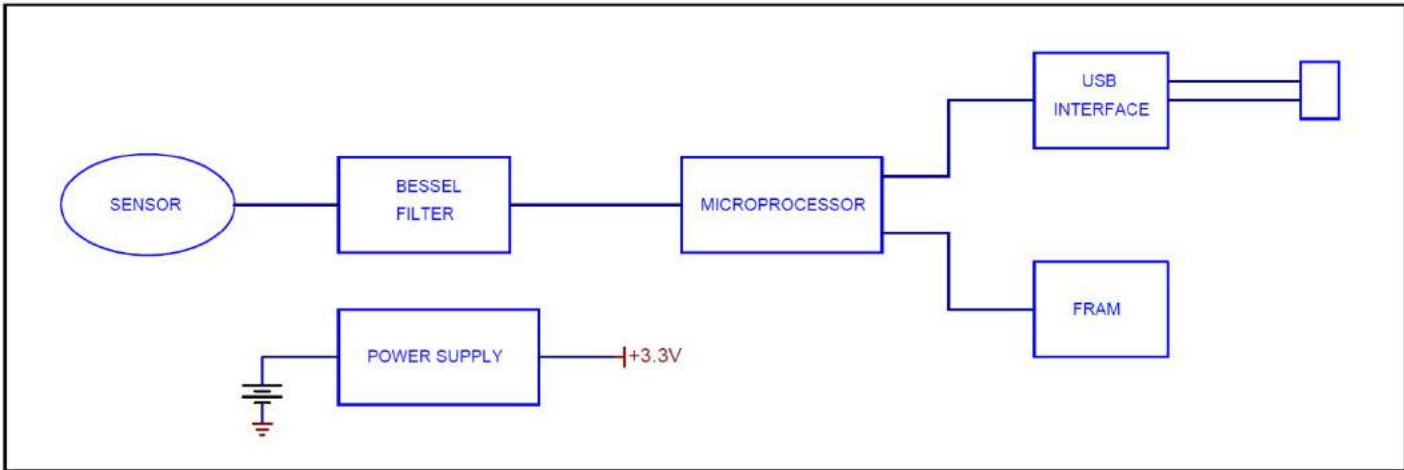 USB
INTERFACE
SENSOR
BESSEL
FILTER
MICROPROCESSOR
FRAM
POWER SUPPLY
+3.3V